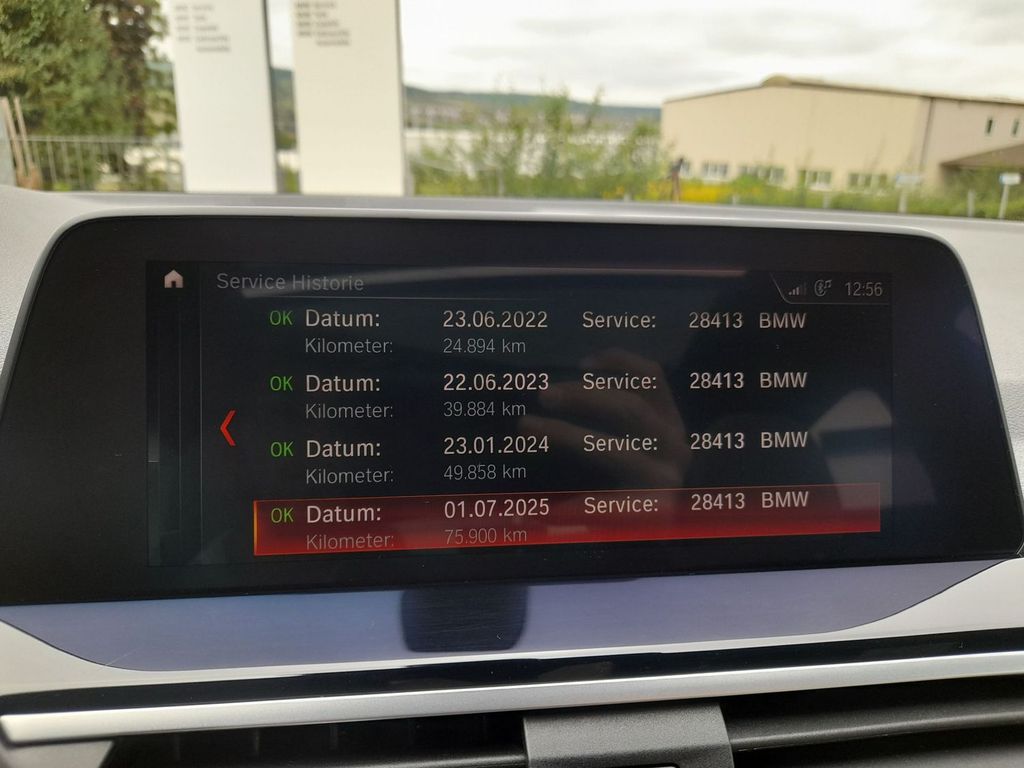 Service Historie
12:56
OK Datum: 23.06.2022 Service: 28413 BMW
Kilometer: 24.894 km
OK Datum: 22.06.2023 Service: 28413 BMW
Kilometer: 39.884 km
OK Datum: 23.01.2024 Service: 28413 BMW
Kilometer: 49.858 km
OK Datum: 01.07.2025 Service: 28413 BMW
Kilometer: 75.900 km